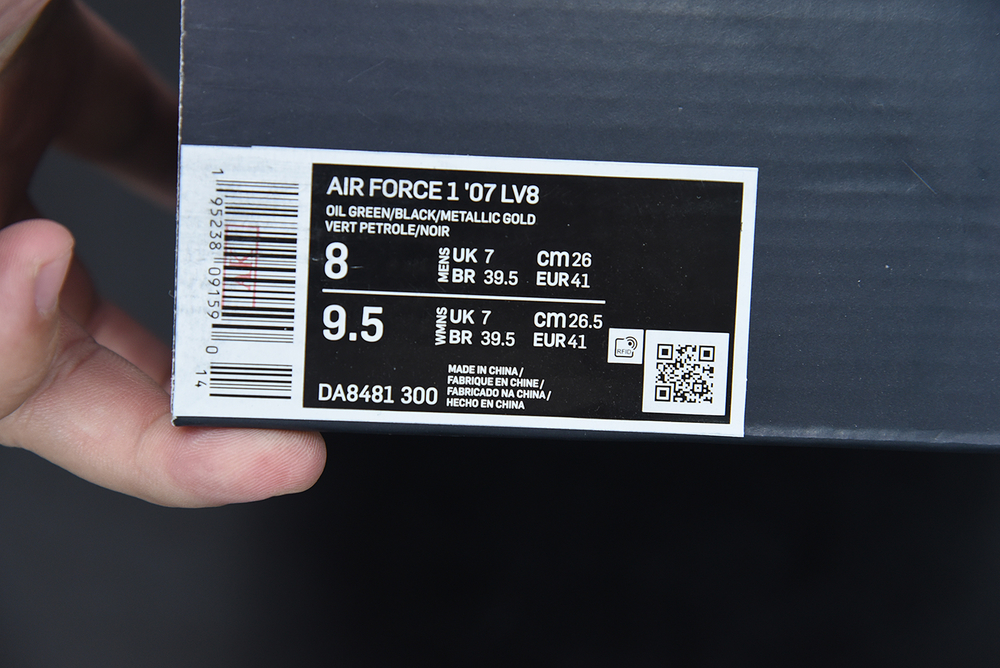 AIR FORCE 1 '07 LV8
OIL GREEN/BLACK/METALLIC GOLD
VERT PETROLE/NOIR
8 MENS UK 7 cm 26
BR 39.5 EUR 41
9.5 WMNS UK 7 cm 26.5
BR 39.5 EUR 41
RFID
DA8481 300
MADE IN CHINA /
FABRIQUE EN CHINE /
FABRICADO NA CHINA /
HECHO EN CHINA
1 95238 09159 0 14